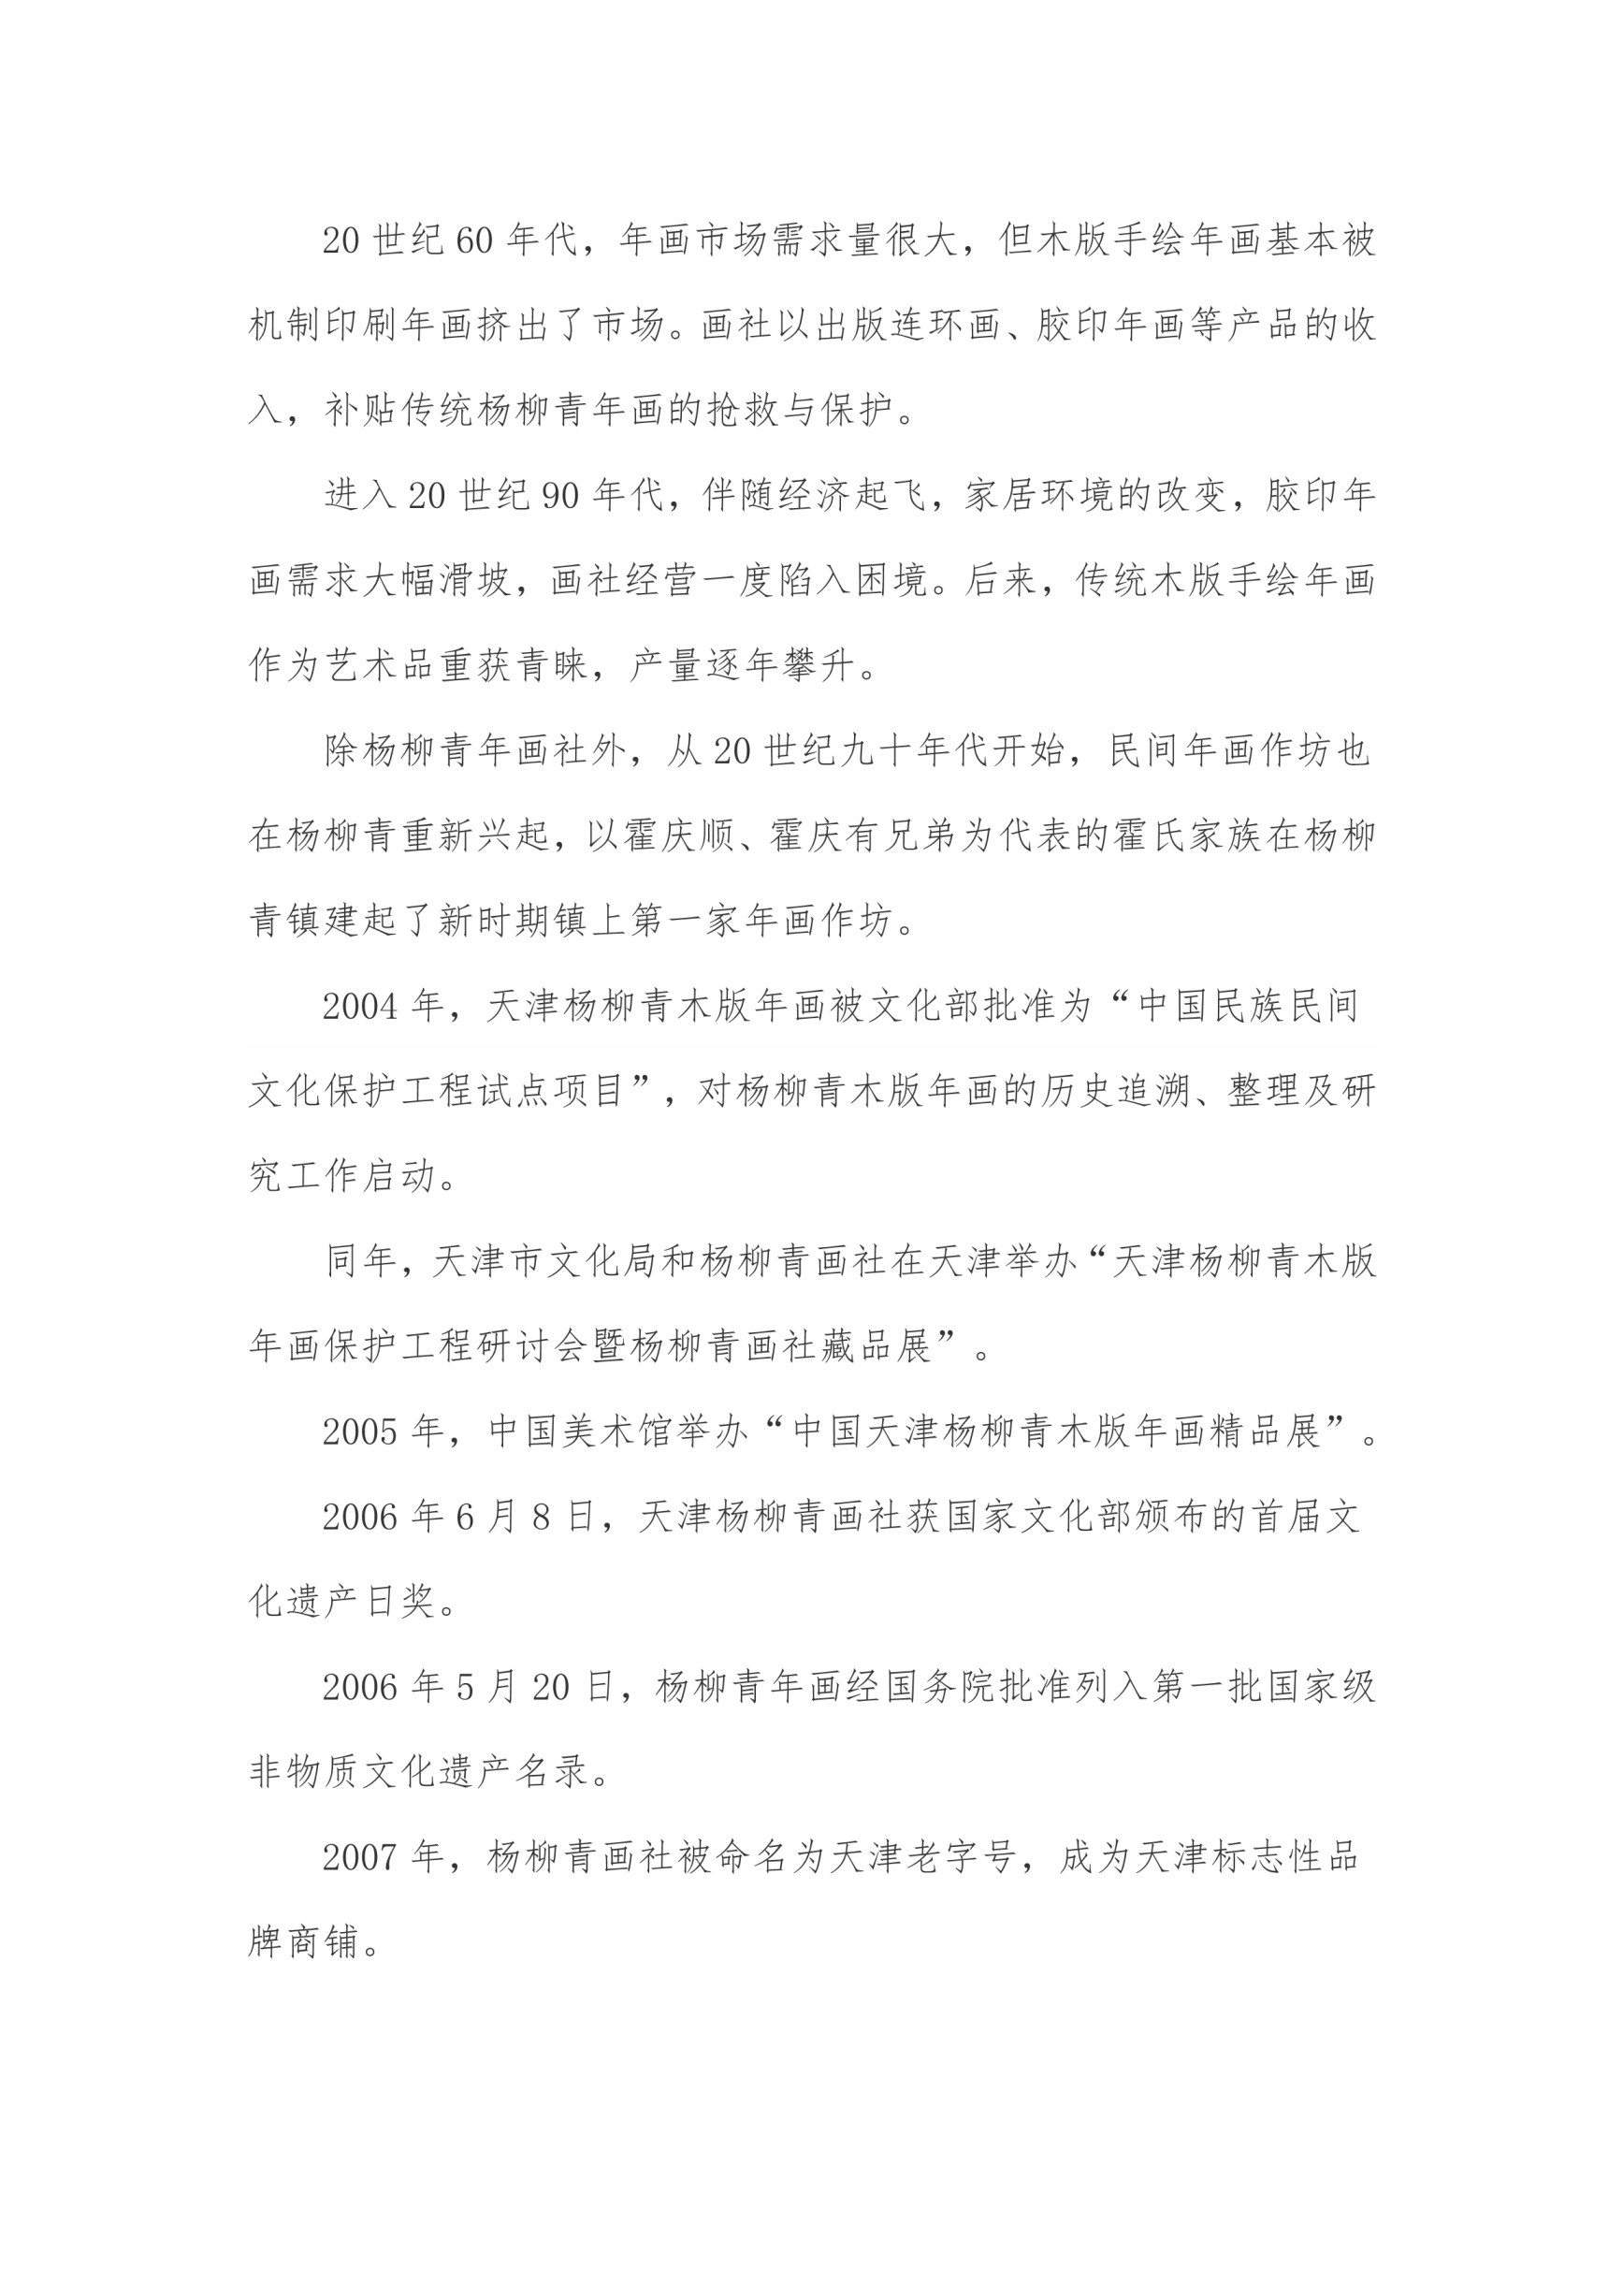 20 世纪 60 年代，年画市场需求量很大，但木版手绘年画基本被
机制印刷年画挤出了市场。画社以出版连环画、胶印年画等产品的收
入，补贴传统杨柳青年画的抢救与保护。
进入 20 世纪 90 年代，伴随经济起飞，家居环境的改变，胶印年
画需求大幅滑坡，画社经营一度陷入困境。后来，传统木版手绘年画
作为艺术品重获青睐，产量逐年攀升。
除杨柳青年画社外，从 20 世纪九十年代开始，民间年画作坊也
在杨柳青重新兴起，以霍庆顺、霍庆有兄弟为代表的霍氏家族在杨柳
青镇建起了新时期镇上第一家年画作坊。
2004 年，天津杨柳青木版年画被文化部批准为“中国民族民间
文化保护工程试点项目”，对杨柳青木版年画的历史追溯、整理及研
究工作启动。
同年，天津市文化局和杨柳青画社在天津举办“天津杨柳青木版
年画保护工程研讨会暨杨柳青画社藏品展”。
2005 年，中国美术馆举办“中国天津杨柳青木版年画精品展”。
2006 年 6 月 8 日，天津杨柳青画社获国家文化部颁布的首届文
化遗产日奖。
2006 年 5 月 20 日，杨柳青年画经国务院批准列入第一批国家级
非物质文化遗产名录。
2007 年，杨柳青画社被命名为天津老字号，成为天津标志性品
牌商铺。